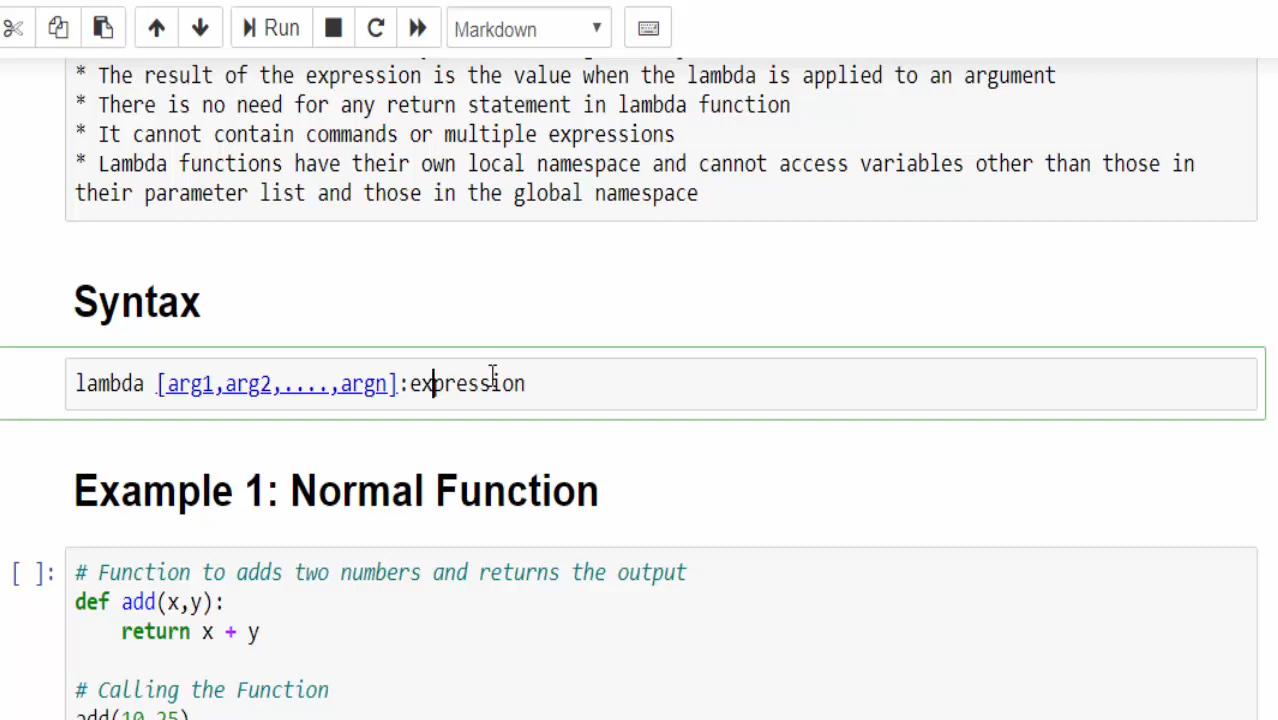 Run
Markdown
* The result of the expression is the value when the lambda is applied to an argument
* There is no need for any return statement in lambda function
* It cannot contain commands or multiple expressions
* Lambda functions have their own local namespace and cannot access variables other than those in
their parameter list and those in the global namespace
Syntax
lambda [arg1,arg2,....,argn]:expression
Example 1: Normal Function
[ ]:
# Function to adds two numbers and returns the output
def add(x,y):
    return x + y
# Calling the Function
add(10,25)